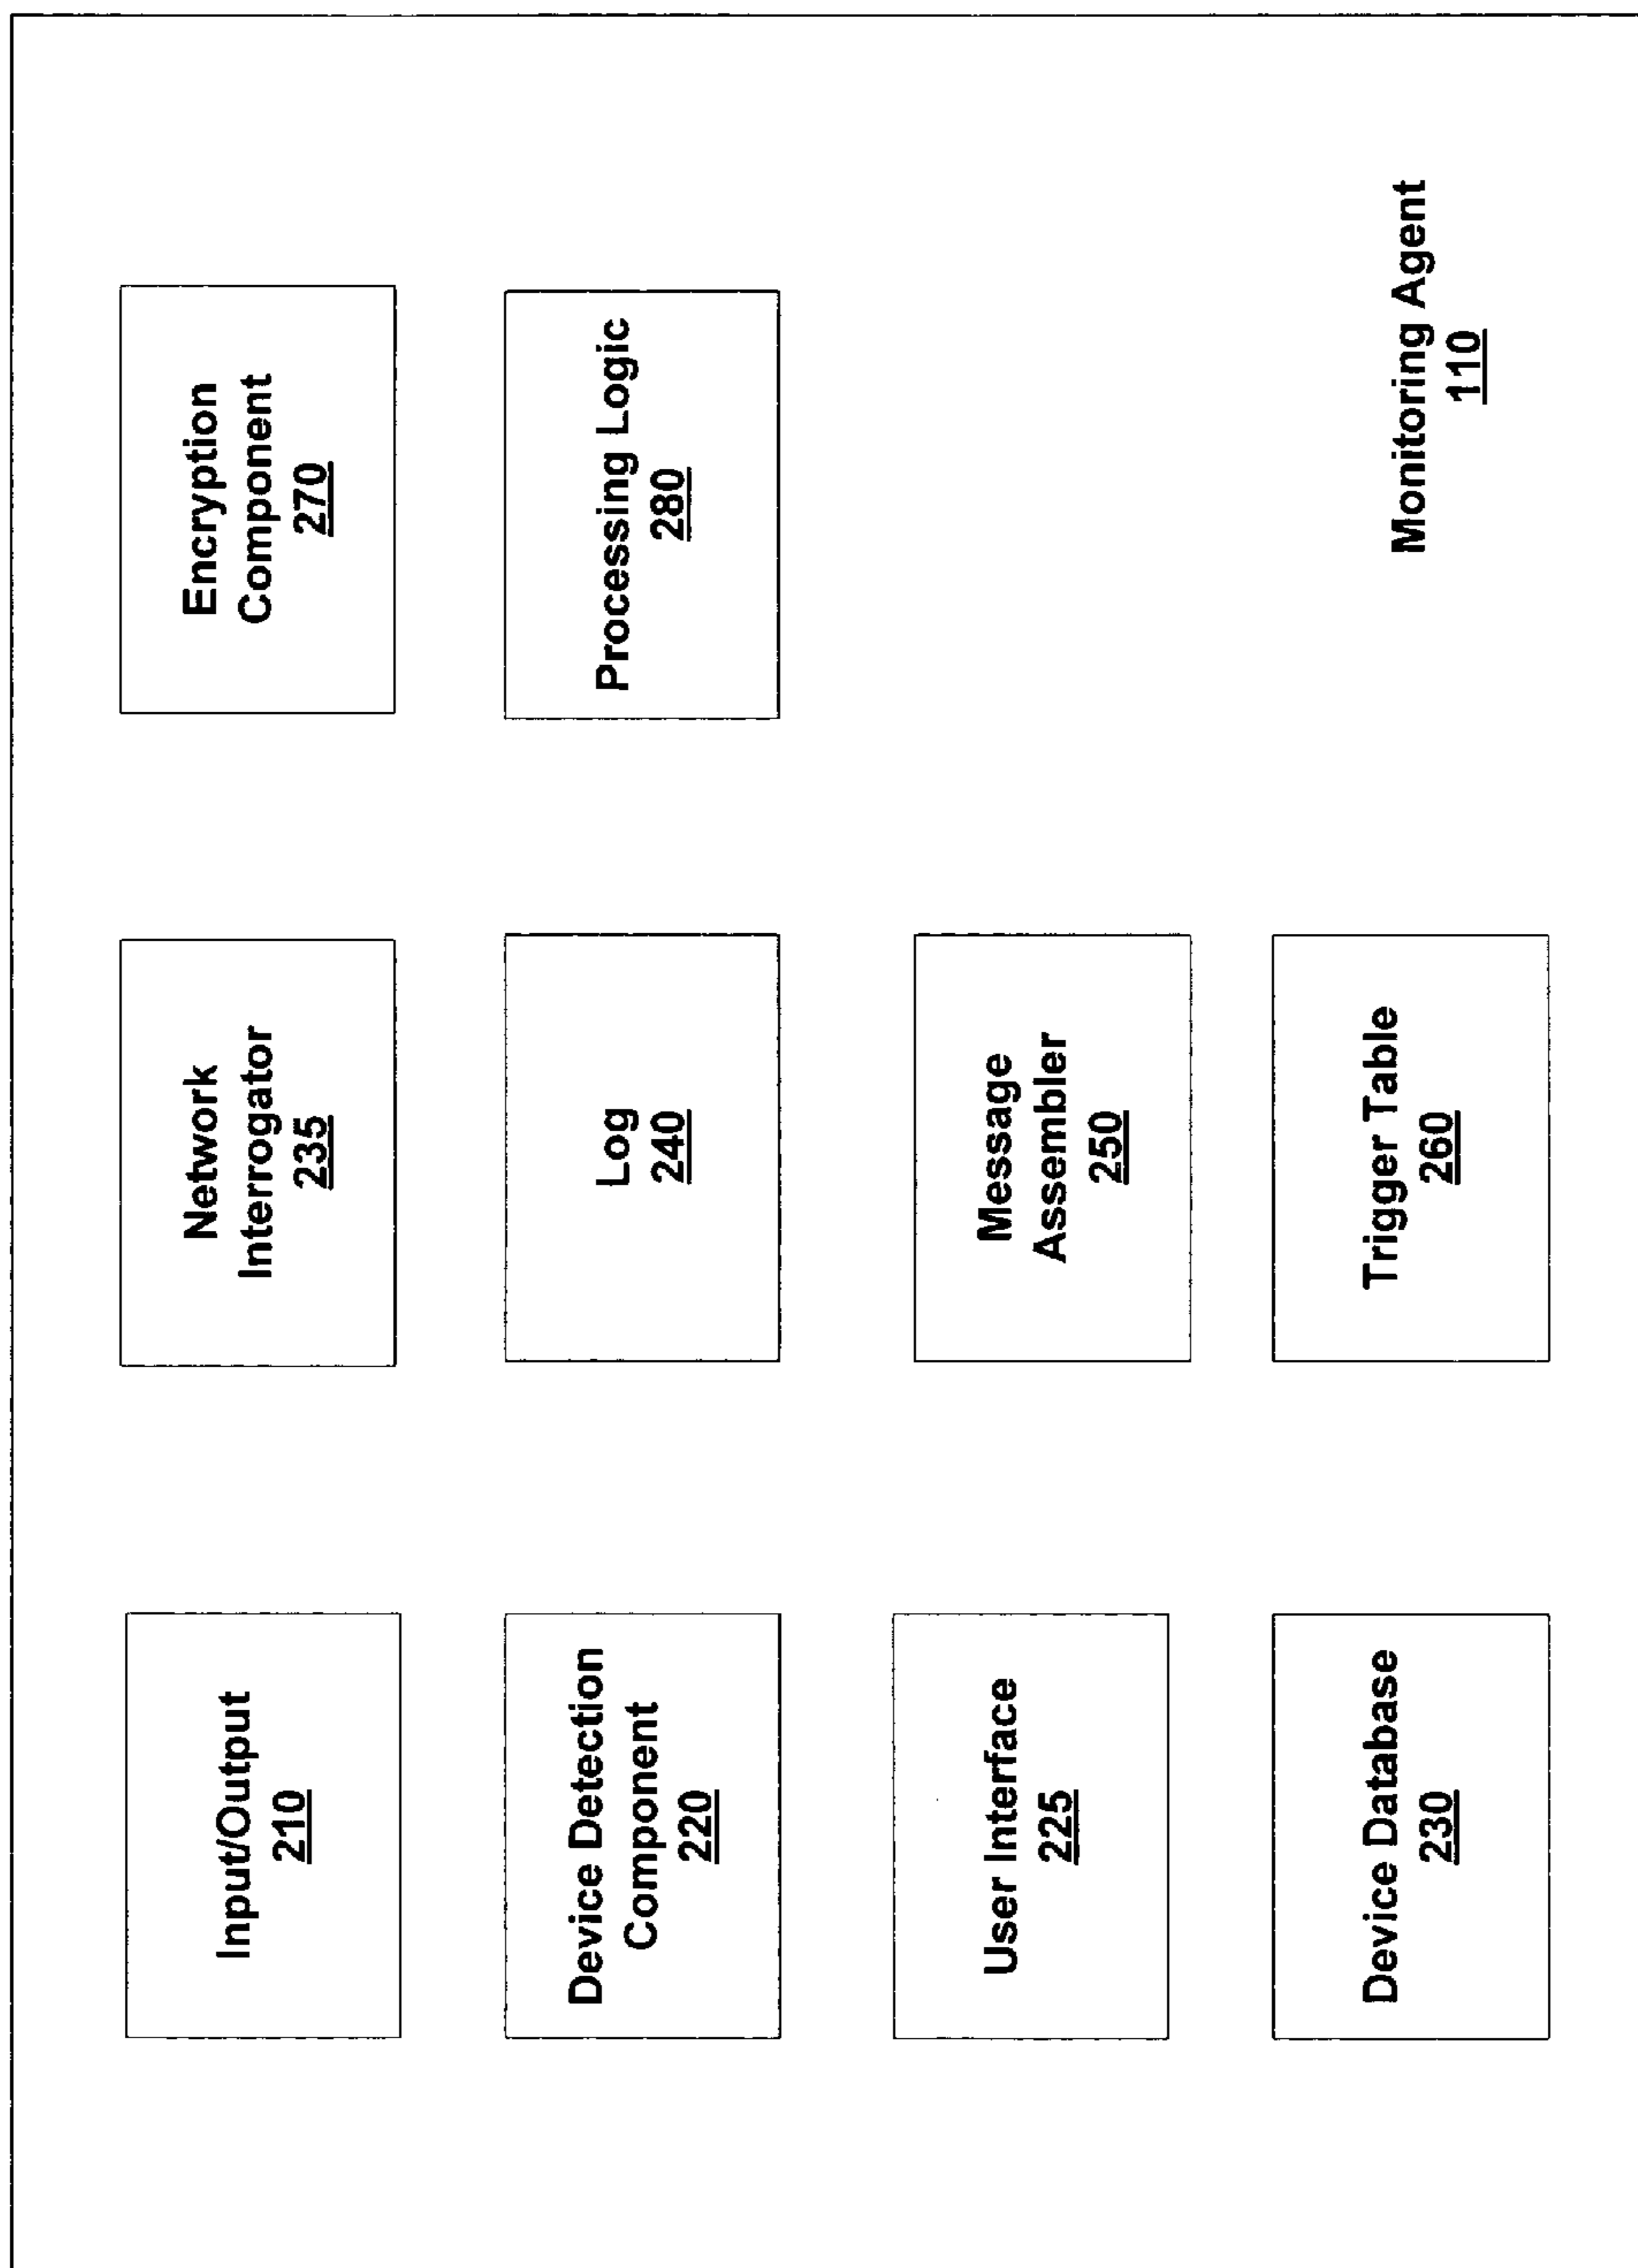 Input/Output
210
Device Detection
Component
220
User Interface
225
Device Database
230
Network
Interrogator
235
Log
240
Message
Assembler
250
Trigger Table
260
Encryption
Component
270
Processing Logic
280
Monitoring Agent
110